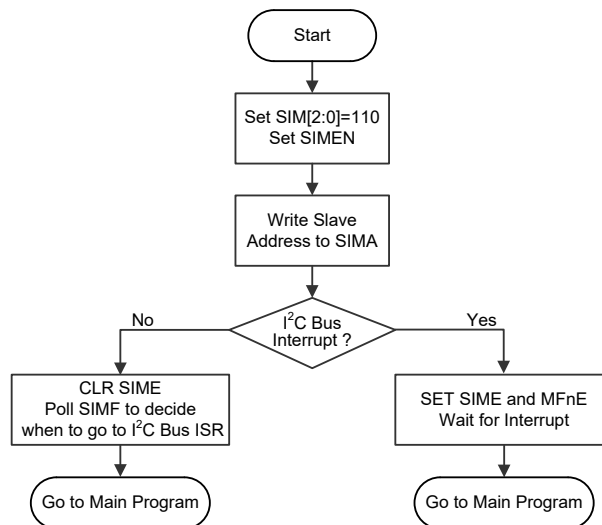 Start
Set SIM[2:0]=110
Set SIMEN
Write Slave
Address to SIMA
I²C Bus
Interrupt ?
No
Yes
CLR SIME
Poll SIMF to decide
when to go to I²C Bus ISR
SET SIME and MFnE
Wait for Interrupt
Go to Main Program
Go to Main Program